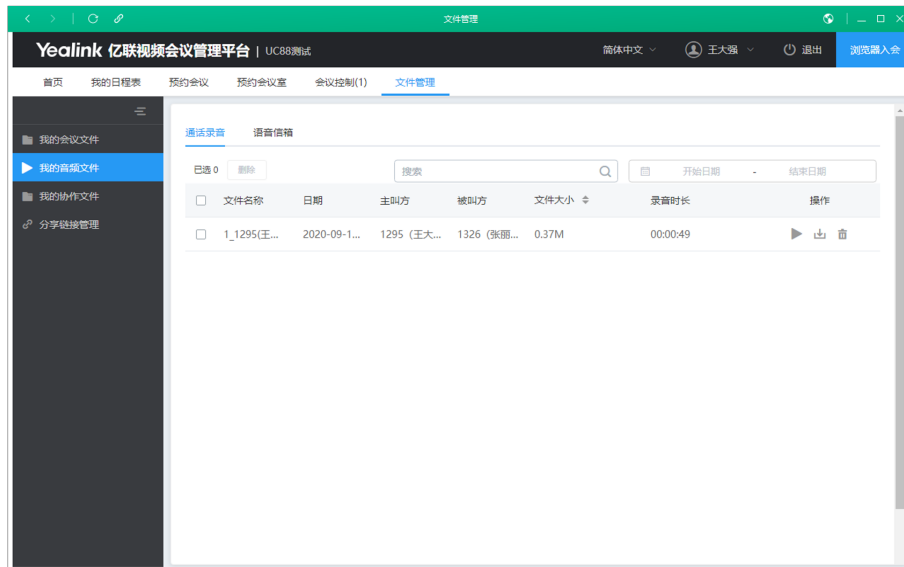 文件管理
Yealink 亿联视频会议管理平台 | UC88测试 简体中文 王大强 退出 浏览器入会
首页 我的日程表 预约会议 预约会议室 会议控制(1) 文件管理
我的会议文件
我的音频文件
我的协作文件
分享链接管理
通话录音 语音信箱
已选 0 删除 搜索 开始日期 - 结束日期
文件名称 日期 主叫方 被叫方 文件大小 录音时长 操作
1_1295(王... 2020-09-1... 1295（王大... 1326（张丽... 0.37M 00:00:49